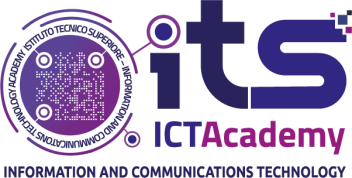 ISTITUTO TECNICO SUPERIORE - INFORMATION AND COMMUNICATIONS TECHNOLOGY ACADEMY
its
ICTAcademy
INFORMATION AND COMMUNICATIONS TECHNOLOGY